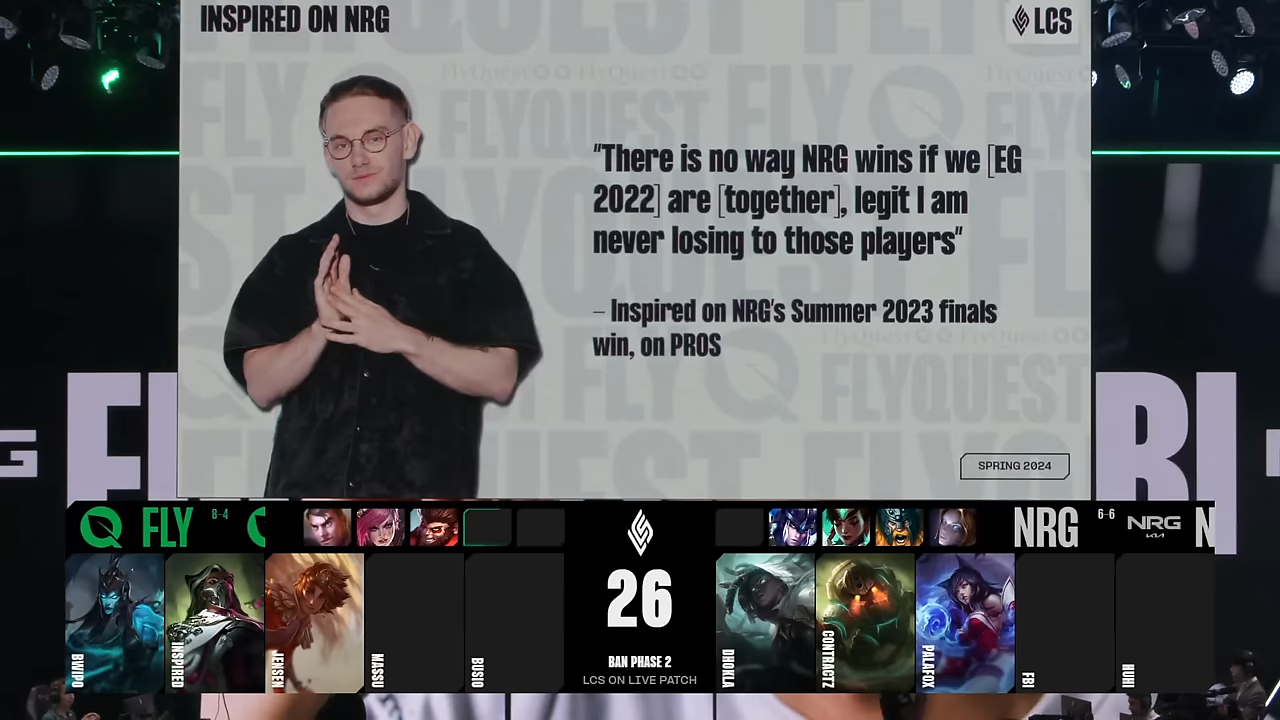 INSPIRED ON NRG
LCS
"There is no way NRG wins if we [EG
2022] are [together], legit I am
never losing to those players"
– Inspired on NRG's Summer 2023 finals
win, on PROS
FLYQUEST
SPRING 2024
FLY
8-4
26
BAN PHASE 2
LCS ON LIVE PATCH
NRG
6-6
NRG
KIA
N
BWIPO
INSPIRED
JENSEN
MASSU
BUSIO
DHOKLA
CONTRACTZ
PALAFOX
FBI
HUHI